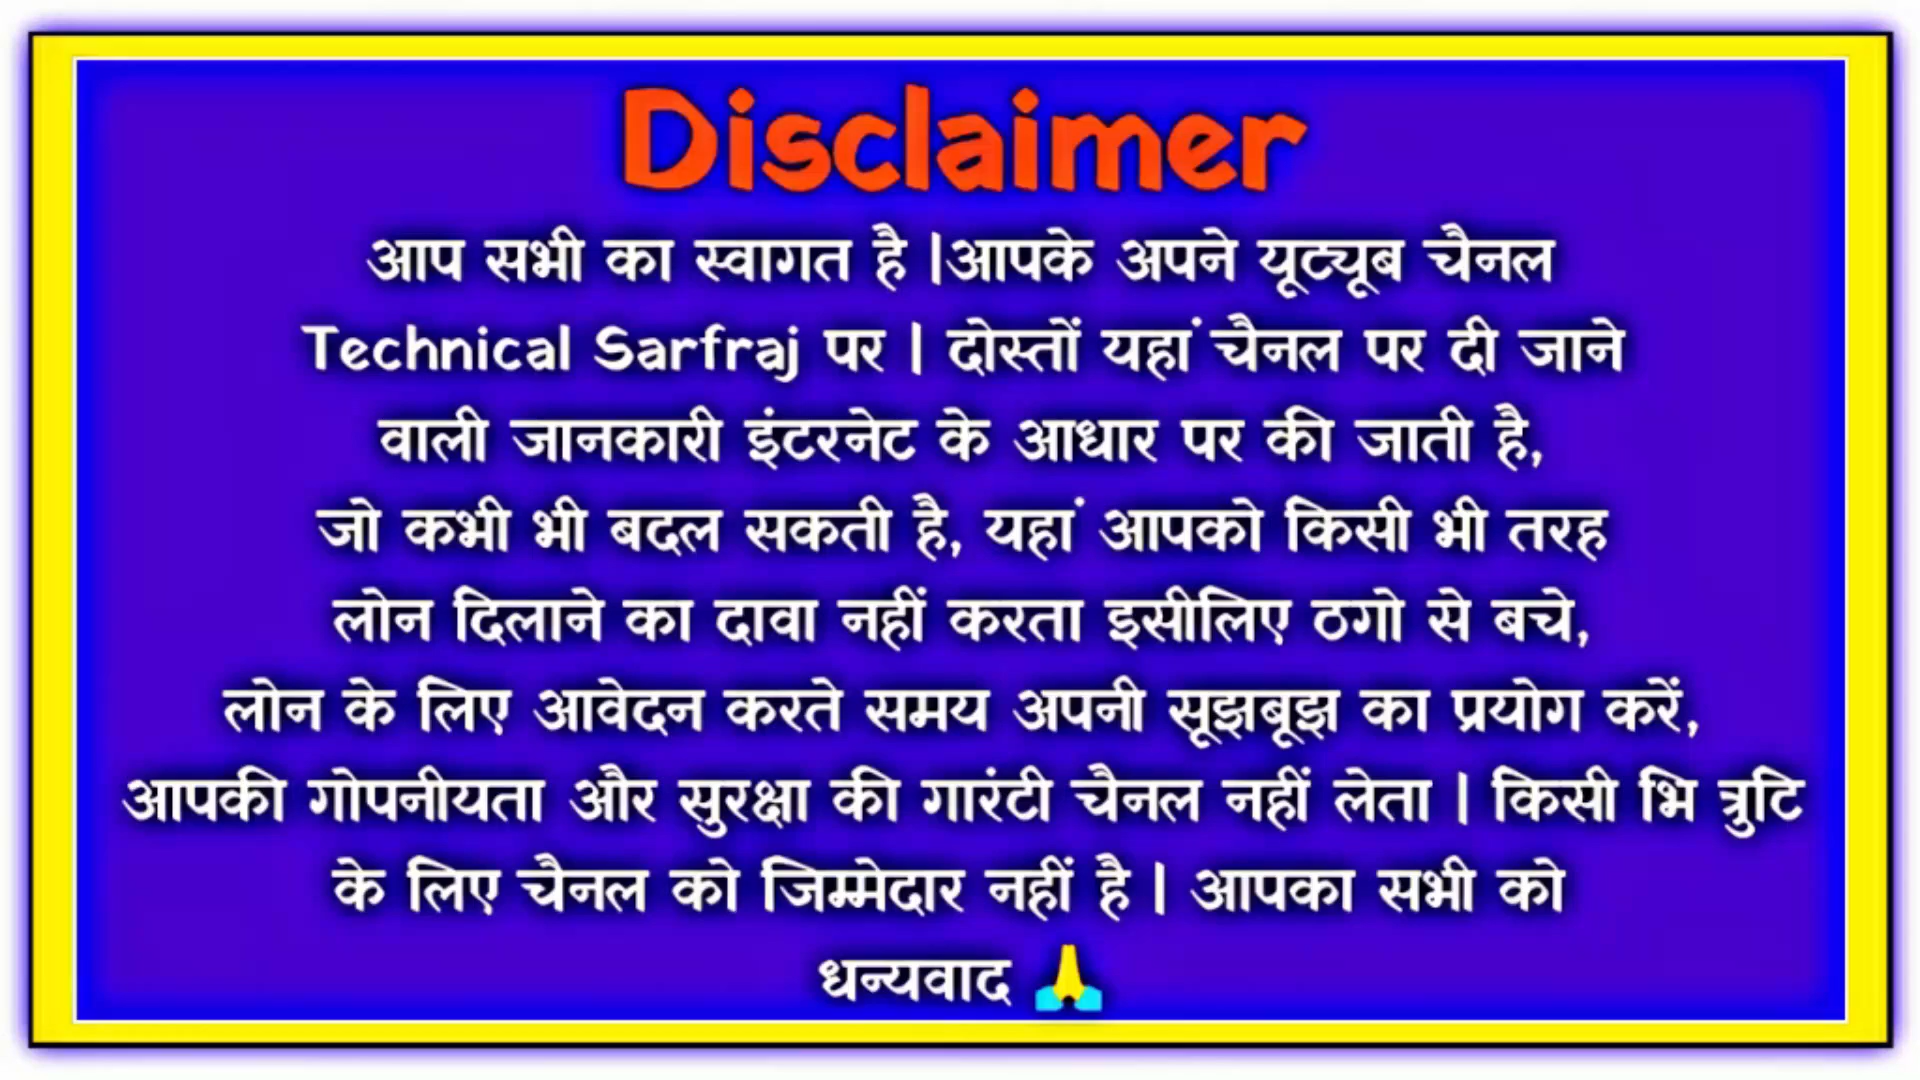 Disclaimer
आप सभी का स्वागत है |आपके अपने यूट्यूब चैनल
Technical Sarfraj पर | दोस्तों यहां चैनल पर दी जाने
वाली जानकारी इंटरनेट के आधार पर की जाती है,
जो कभी भी बदल सकती है, यहां आपको किसी भी तरह
लोन दिलाने का दावा नहीं करता इसीलिए ठगो से बचे,
लोन के लिए आवेदन करते समय अपनी सूझबूझ का प्रयोग करें,
आपकी गोपनीयता और सुरक्षा की गारंटी चैनल नहीं लेता | किसी भि त्रुटि
के लिए चैनल को जिम्मेदार नहीं है | आपका सभी को
धन्यवाद 🙏